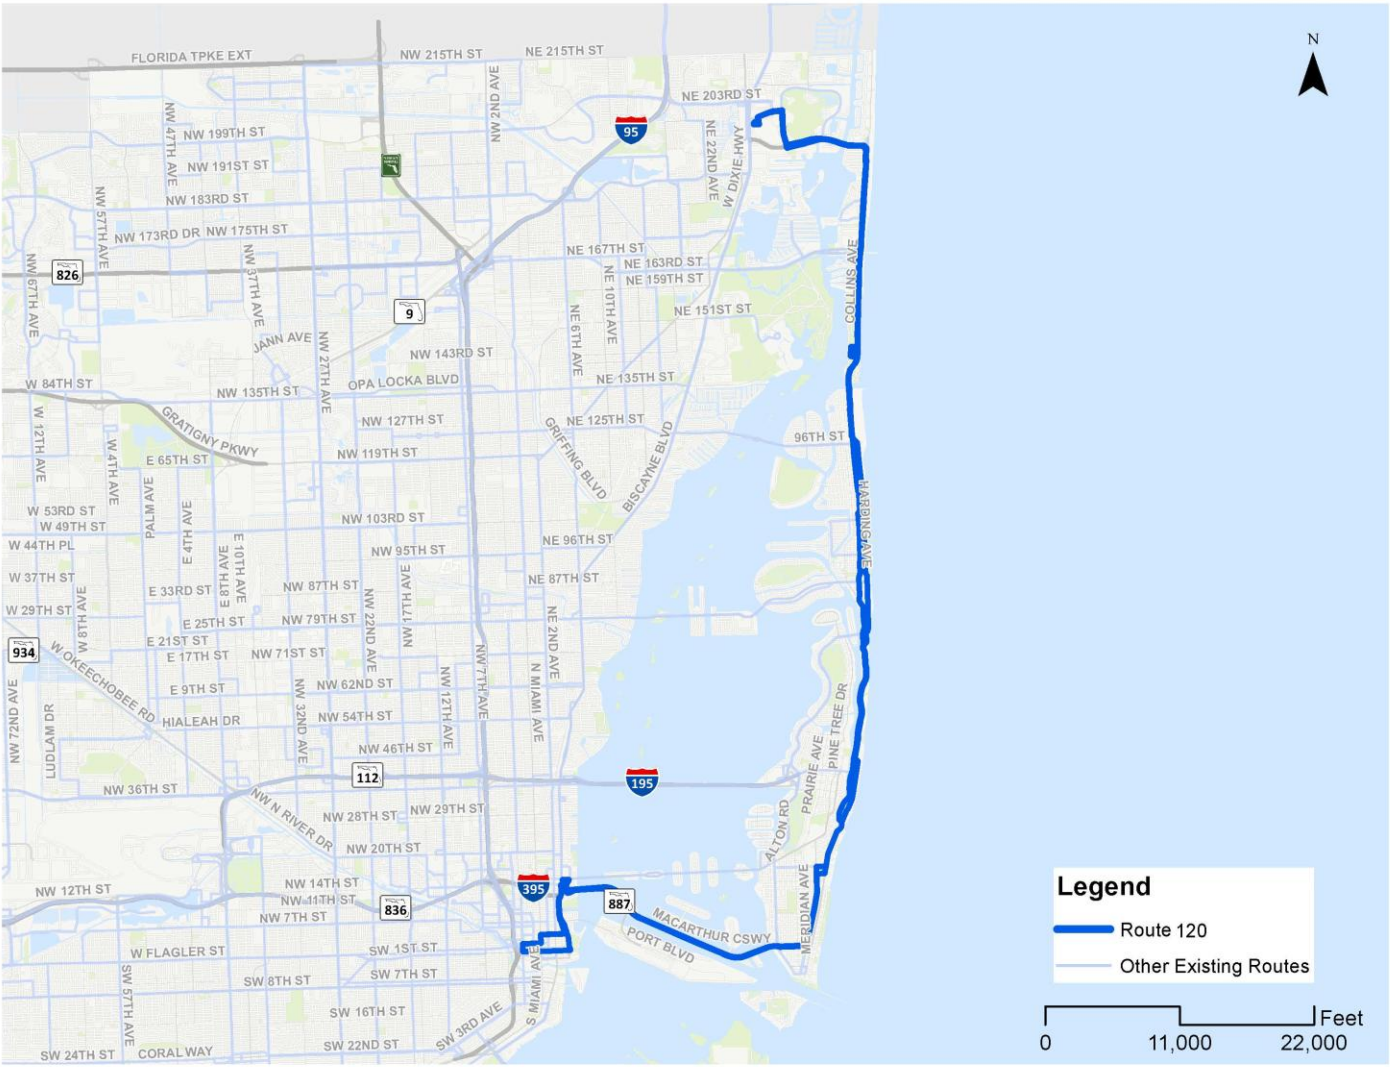 N
FLORIDA TPKE EXT
NW 215TH ST
NE 215TH ST
NW 2ND AVE
NE 203RD ST
NW 47TH AVE
NW 199TH ST
95
NE 22ND AVE
W DIXIE HWY
NW 191ST ST
NW 183RD ST
NW 57TH AVE
NW 173RD DR
NW 175TH ST
NW 37TH AVE
NE 167TH ST
NE 163RD ST
NE 159TH ST
COLLINS AVE
NW 67TH AVE
826
NE 10TH AVE
9
NE 151ST ST
NE 6TH AVE
JANN AVE
NW 27TH AVE
NW 143RD ST
W 84TH ST
NW 135TH ST
OPA LOCKA BLVD
NE 135TH ST
W 12TH AVE
GRATIGNY PKWY
NW 127TH ST
NE 125TH ST
GRIFFING BLVD
BISCAYNE BLVD
96TH ST
W 4TH AVE
E 65TH ST
NW 119TH ST
PALM AVE
HARDING AVE
W 53RD ST
W 49TH ST
E 4TH AVE
NW 103RD ST
W 44TH PL
E 8TH AVE
E 10TH AVE
NW 95TH ST
NE 96TH ST
W 37TH ST
W 8TH AVE
E 33RD ST
NW 87TH ST
NW 17TH AVE
NE 87TH ST
W 29TH ST
E 25TH ST
NW 79TH ST
NW 22ND AVE
NE 2ND AVE
E 21ST ST
934
W OKEECHOBEE RD
E 17TH ST
NW 71ST ST
NW 7TH AVE
NW 12TH AVE
N MIAMI AVE
NW 72ND AVE
LUDLAM DR
E 9TH ST
NW 62ND ST
NW 32ND AVE
HIALEAH DR
NW 54TH ST
PINE TREE DR
PRAIRIE AVE
NW 46TH ST
112
195
NW 36TH ST
NW N RIVER DR
NW 28TH ST
NW 29TH ST
ALTON RD
NW 20TH ST
NW 12TH ST
NW 14TH ST
395
NW 11TH ST
836
887
MERIDIAN AVE
NW 7TH ST
MACARTHUR CSWY
PORT BLVD
W FLAGLER ST
SW 1ST ST
SW 57TH AVE
SW 8TH ST
SW 7TH ST
S MIAMI AVE
SW 16TH ST
SW 3RD AVE
SW 24TH ST
CORAL WAY
SW 22ND ST
Legend
Route 120
Other Existing Routes
Feet
0 11,000 22,000